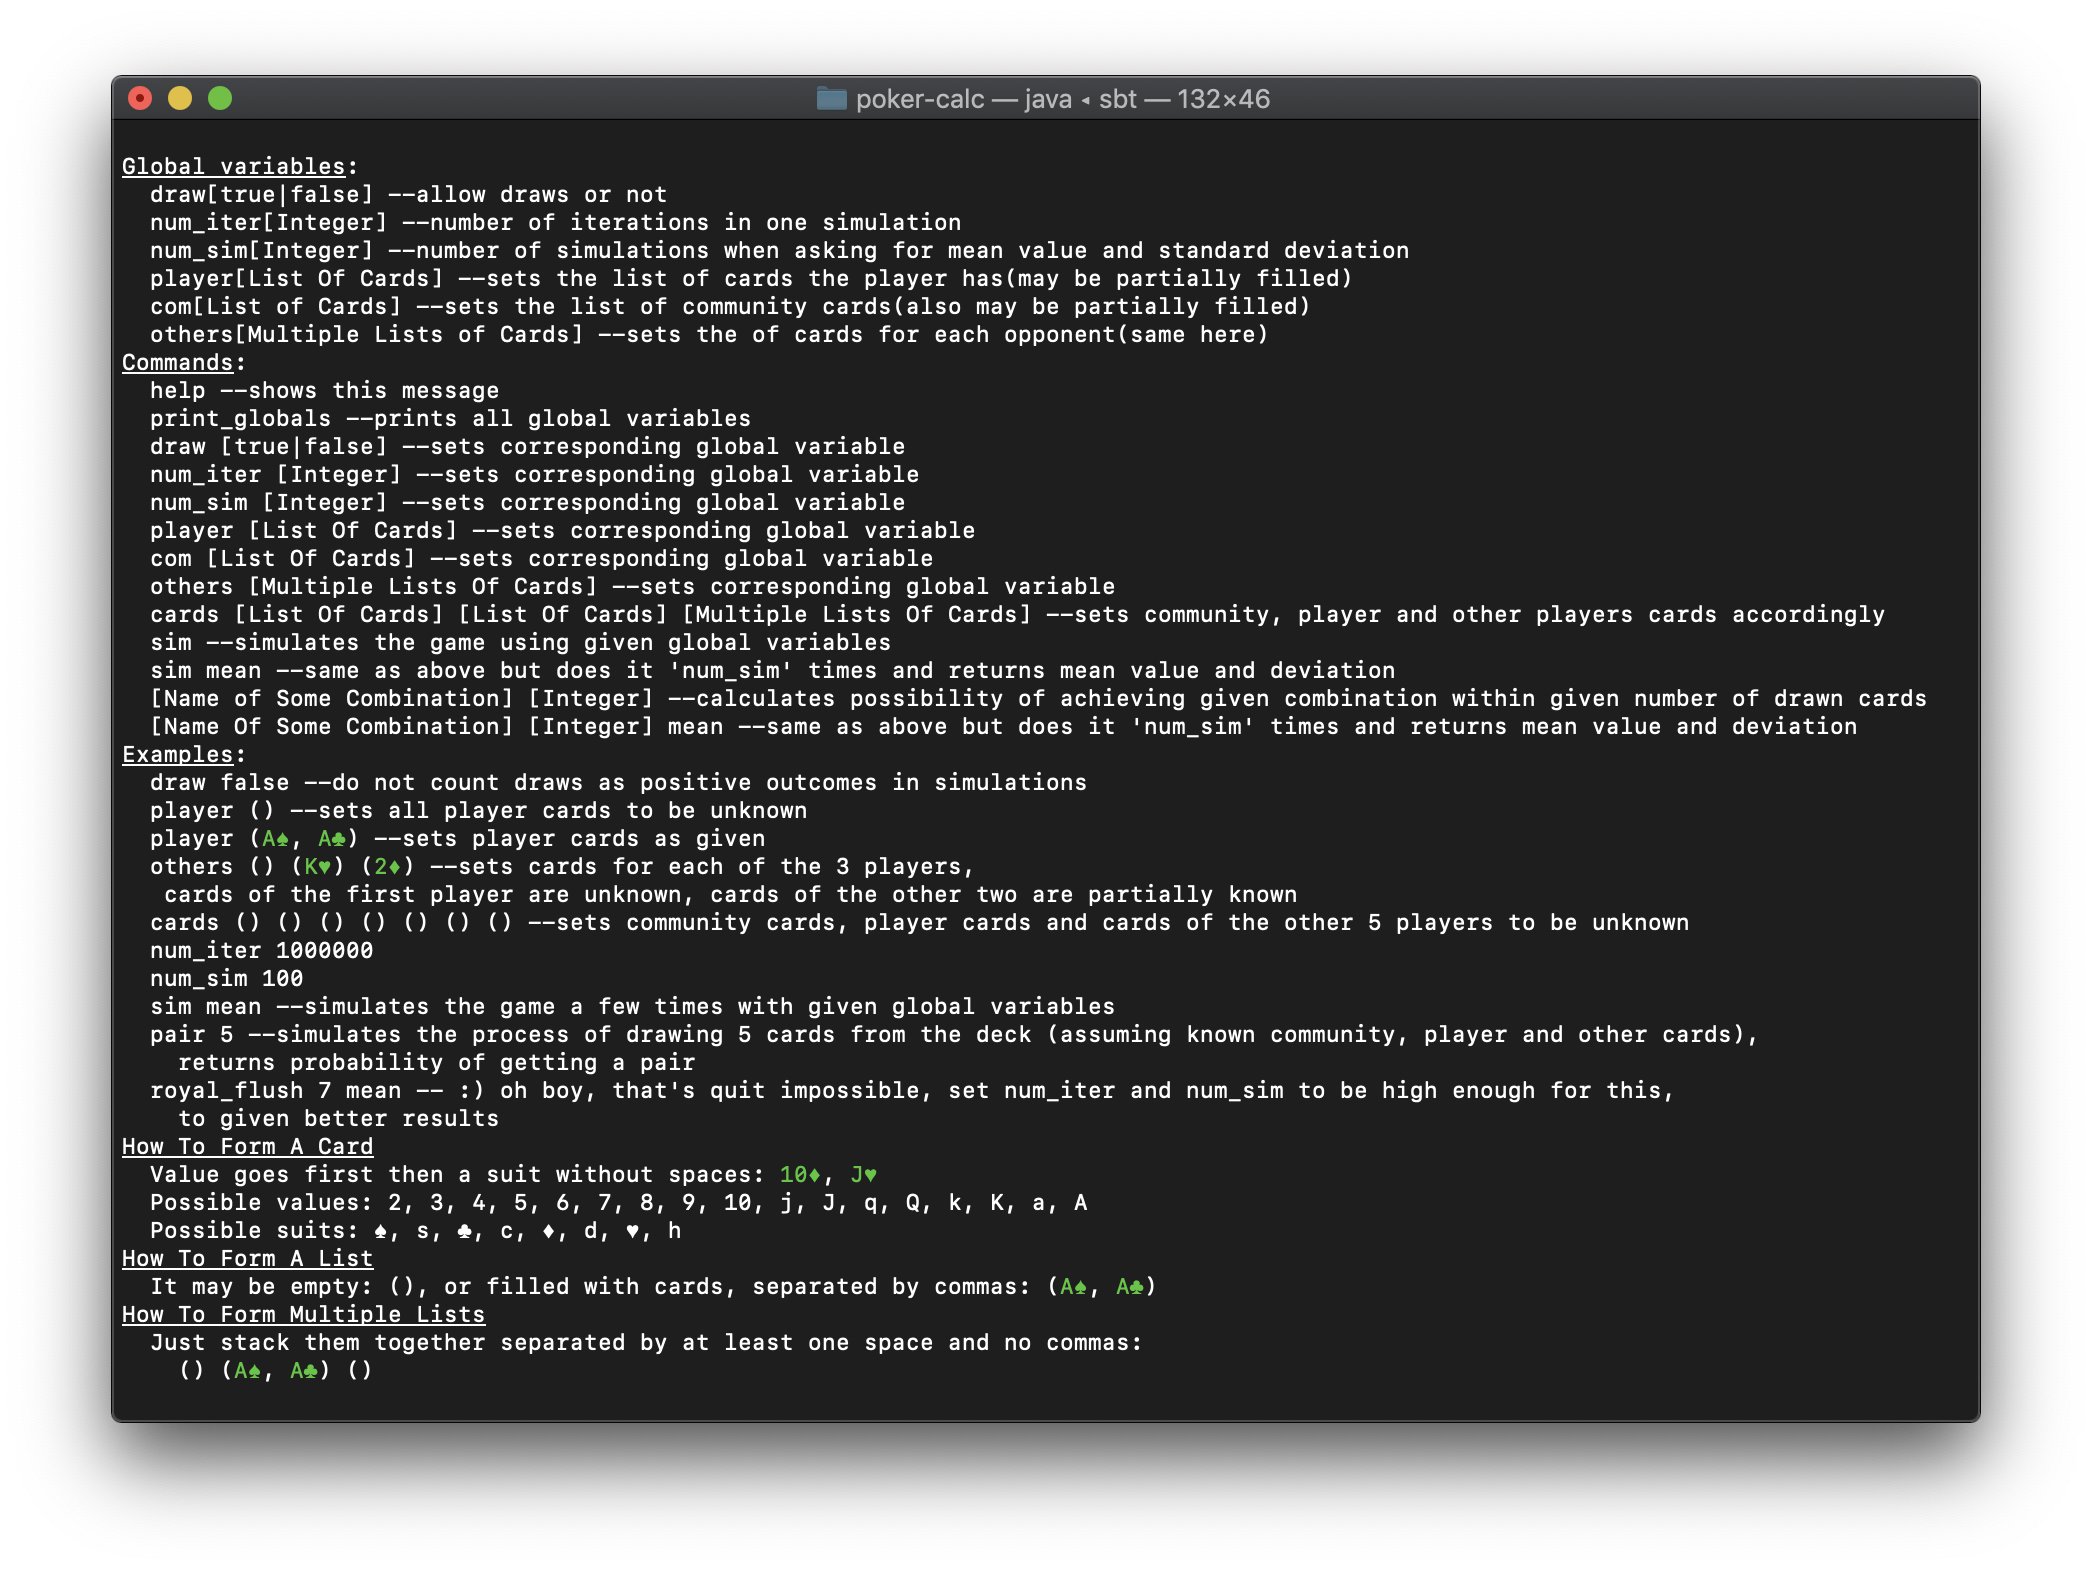 poker-calc — java ◂ sbt — 132×46
Global variables:
draw[true|false] --allow draws or not
num_iter[Integer] --number of iterations in one simulation
num_sim[Integer] --number of simulations when asking for mean value and standard deviation
player[List Of Cards] --sets the list of cards the player has(may be partially filled)
com[List of Cards] --sets the list of community cards(also may be partially filled)
others[Multiple Lists of Cards] --sets the of cards for each opponent(same here)
Commands:
help --shows this message
print_globals --prints all global variables
draw [true|false] --sets corresponding global variable
num_iter [Integer] --sets corresponding global variable
num_sim [Integer] --sets corresponding global variable
player [List Of Cards] --sets corresponding global variable
com [List Of Cards] --sets corresponding global variable
others [Multiple Lists Of Cards] --sets corresponding global variable
cards [List Of Cards] [List Of Cards] [Multiple Lists Of Cards] --sets community, player and other players cards accordingly
sim --simulates the game using given global variables
sim mean --same as above but does it 'num_sim' times and returns mean value and deviation
[Name of Some Combination] [Integer] --calculates possibility of achieving given combination within given number of drawn cards
[Name Of Some Combination] [Integer] mean --same as above but does it 'num_sim' times and returns mean value and deviation
Examples:
draw false --do not count draws as positive outcomes in simulations
player () --sets all player cards to be unknown
player (A♠, A♣) --sets player cards as given
others () (K♥) (2♦) --sets cards for each of the 3 players,
cards of the first player are unknown, cards of the other two are partially known
cards () () () () () () () --sets community cards, player cards and cards of the other 5 players to be unknown
num_iter 1000000
num_sim 100
sim mean --simulates the game a few times with given global variables
pair 5 --simulates the process of drawing 5 cards from the deck (assuming known community, player and other cards),
returns probability of getting a pair
royal_flush 7 mean -- :) oh boy, that's quit impossible, set num_iter and num_sim to be high enough for this,
to given better results
How To Form A Card
Value goes first then a suit without spaces: 10♦, J♥
Possible values: 2, 3, 4, 5, 6, 7, 8, 9, 10, j, J, q, Q, k, K, a, A
Possible suits: ♠, s, ♣, c, ♦, d, ♥, h
How To Form A List
It may be empty: (), or filled with cards, separated by commas: (A♠, A♣)
How To Form Multiple Lists
Just stack them together separated by at least one space and no commas:
() (A♠, A♣) ()